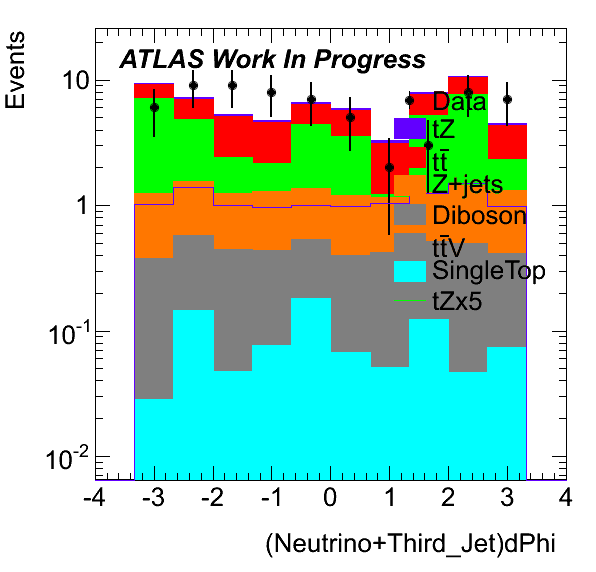 Events
ATLAS Work In Progress
10
1
10-1
10-2
Data
tZ
tt̄
Z+jets
Diboson
tt̄V
SingleTop
tZx5
-4 -3 -2 -1 0 1 2 3 4
(Neutrino+Third_Jet)dPhi